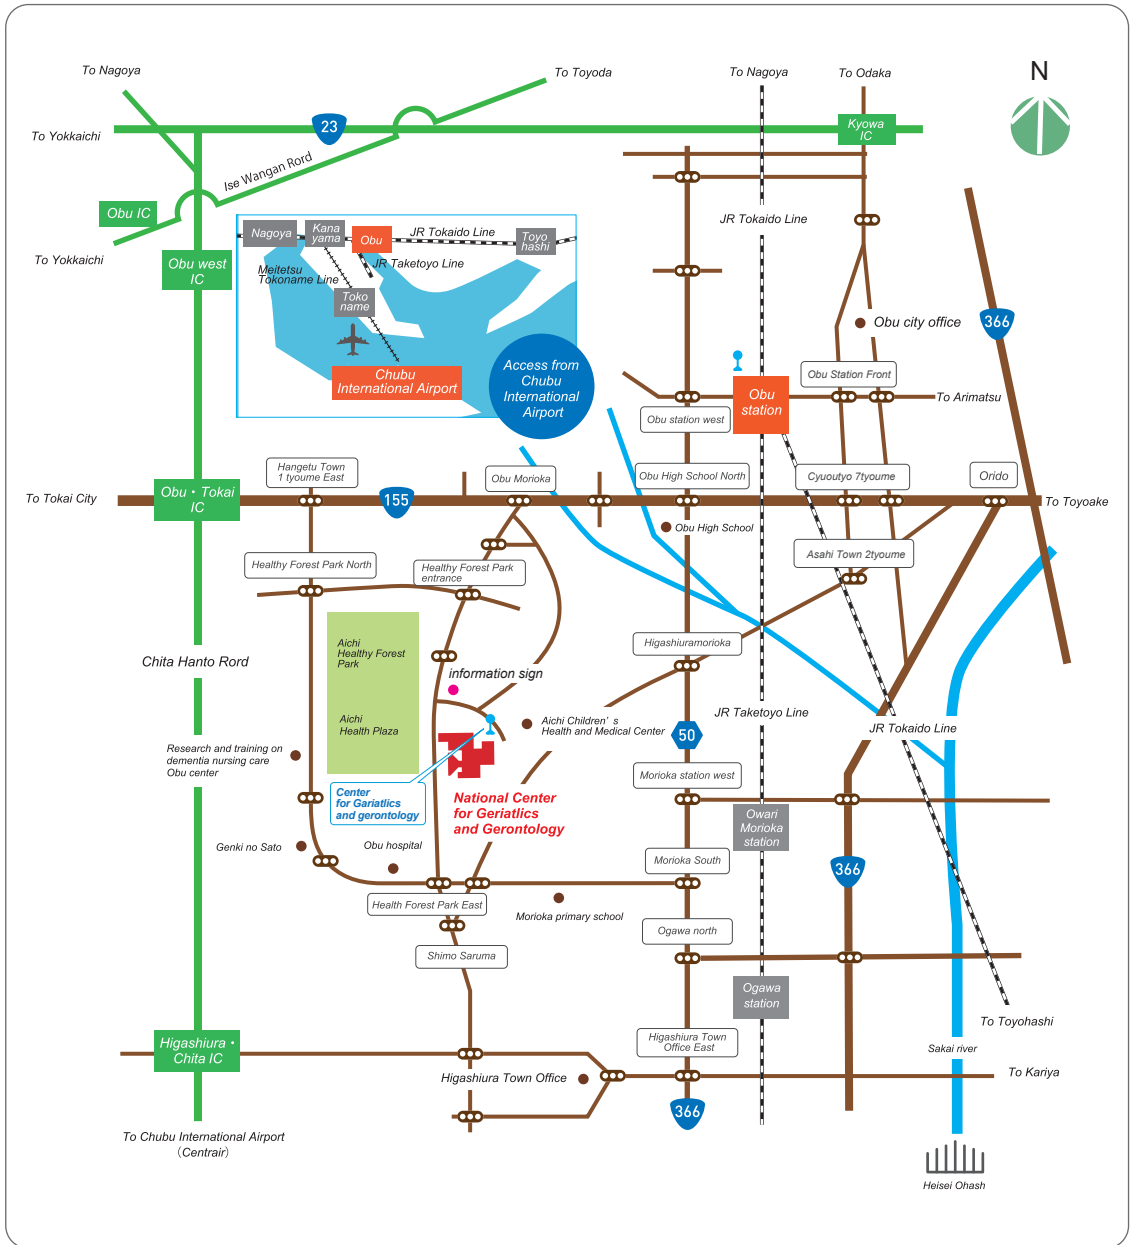 To Nagoya
To Toyoda
To Nagoya
To Odaka
N
To Yokkaichi
23
Kyowa
IC
Ise Wangan Rord
Obu IC
To Yokkaichi
Obu west
IC
Nagoya
Kana
yama
Obu
JR Tokaido Line
Toyo
hashi
JR Taketoyo Line
Meitetsu
Tokoname Line
Toko
name
Chubu
International Airport
Access from
Chubu
International
Airport
JR Tokaido Line
Obu city office
366
Obu Station Front
Obu
station
To Arimatsu
Obu station west
Hangetu Town
1 tyoume East
Obu Morioka
Obu High School North
Cyuoutyo 7tyoume
Orido
To Tokai City
Obu・Tokai
IC
155
To Toyoake
Obu High School
Asahi Town 2tyoume
Healthy Forest Park North
Healthy Forest Park
entrance
Aichi
Healthy Forest
Park
Higashiuramorioka
Chita Hanto Rord
information sign
Aichi
Health Plaza
Aichi Children’s
Health and Medical Center
JR Taketoyo Line
JR Tokaido Line
50
Research and training on
dementia nursing care
Obu center
Morioka station west
Center
for Gariatlics
and gerontology
National Center
for Geriatlics
and Gerontology
Owari
Morioka
station
Genki no Sato
Obu hospital
Morioka South
366
Health Forest Park East
Morioka primary school
Ogawa north
Shimo Saruma
Ogawa
station
To Toyohashi
Higashiura・
Chita IC
Higashiura Town
Office East
Sakai river
Higashiura Town Office
To Kariya
366
To Chubu International Airport
（Centrair）
Heisei Ohash